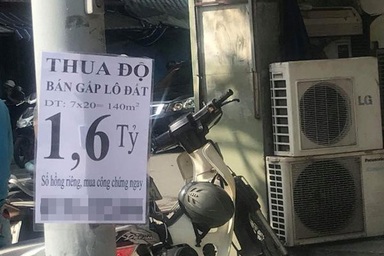 THUA ĐỘ
BÁN GẤP LÔ ĐẤT
DT: 7x20= 140m²
1,6 Tỷ
Sổ hồng riêng, mua công chứng ngay
LG
Panasonic